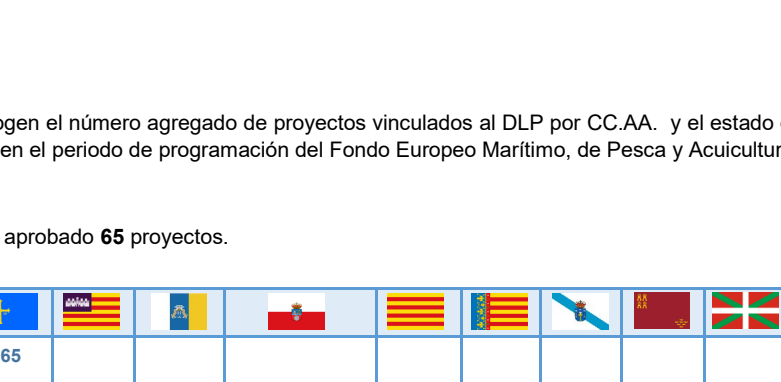 ogen el número agregado de proyectos vinculados al DLP por CC.AA. y el estado
en el periodo de programación del Fondo Europeo Marítimo, de Pesca y Acuicultur
aprobado 65 proyectos.
65